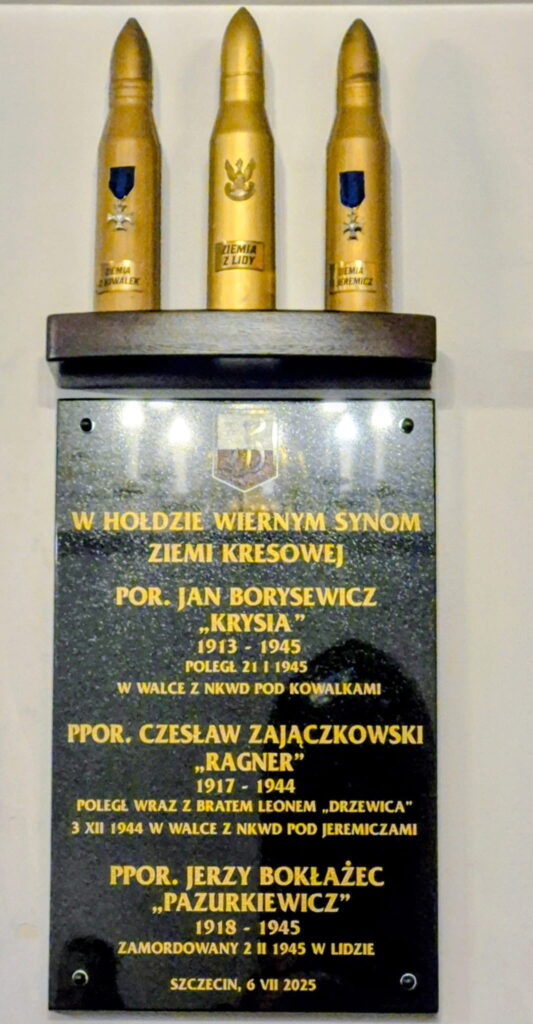 ZIEMIA
Z KOWALEK
ZIEMIA
Z LIDY
ZIEMIA
Z JEREMICZ
W HOŁDZIE WIERNYM SYNOM
ZIEMI KRESOWEJ
POR. JAN BORYSEWICZ
„KRYSIA”
1913 - 1945
POLEGŁ 21 I 1945
W WALCE Z NKWD POD KOWALKAMI
PPOR. CZESŁAW ZAJĄCZKOWSKI
„RAGNER”
1917 - 1944
POLEGŁ WRAZ Z BRATEM LEONEM „DRZEWICA”
3 XII 1944 W WALCE Z NKWD POD JEREMICZAMI
PPOR. JERZY BOKŁAŻEC
„PAZURKIEWICZ”
1918 - 1945
ZAMORDOWANY 2 II 1945 W LIDZIE
SZCZECIN, 6 VII 2025